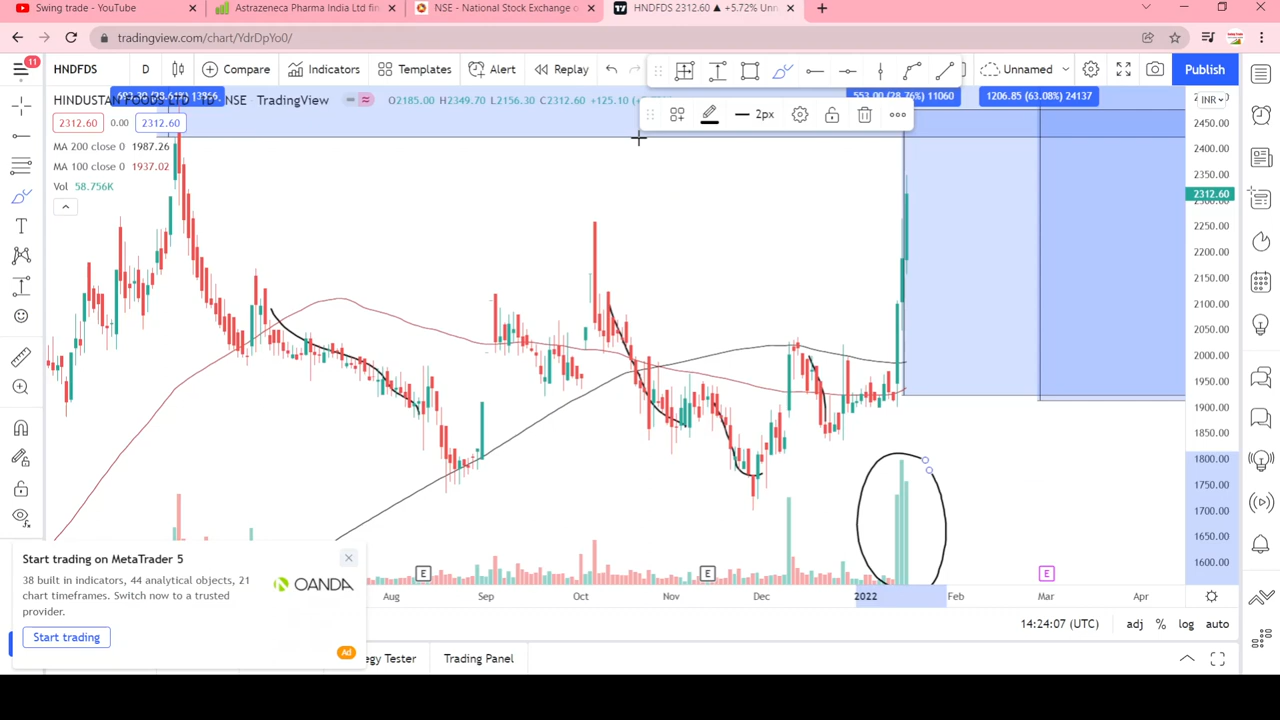 Swing trade - YouTube
Astrazeneca Pharma India Ltd fin
NSE - National Stock Exchange o
HNDFDS 2312.60 ▲ +5.72% Unn
tradingview.com/chart/YdrDpYo0/
11
HNDFDS
D
Compare
Indicators
Templates
Alert
Replay
Unnamed
Publish
HINDUSTAN FOODS LTD · 1D · NSE TradingView
O2185.00 H2349.70 L2156.30 C2312.60 +125.10
553.00 (28.76%) 11060
1206.85 (63.08%) 24137
INR
2312.60 0.00 2312.60
2px
MA 200 close 0 1987.26
MA 100 close 0 1937.02
Vol 58.756K
2450.00
2400.00
2350.00
2312.60
2300.00
2250.00
2200.00
2150.00
2100.00
2050.00
2000.00
1950.00
1900.00
1850.00
1800.00
1750.00
1700.00
1650.00
1600.00
E
E
E
Aug Sep Oct Nov Dec 2022 Feb Mar Apr
Start trading on MetaTrader 5
38 built in indicators, 44 analytical objects, 21
chart timeframes. Switch now to a trusted
provider.
OANDA
Start trading
Ad
14:24:07 (UTC)
adj % log auto
egy Tester
Trading Panel